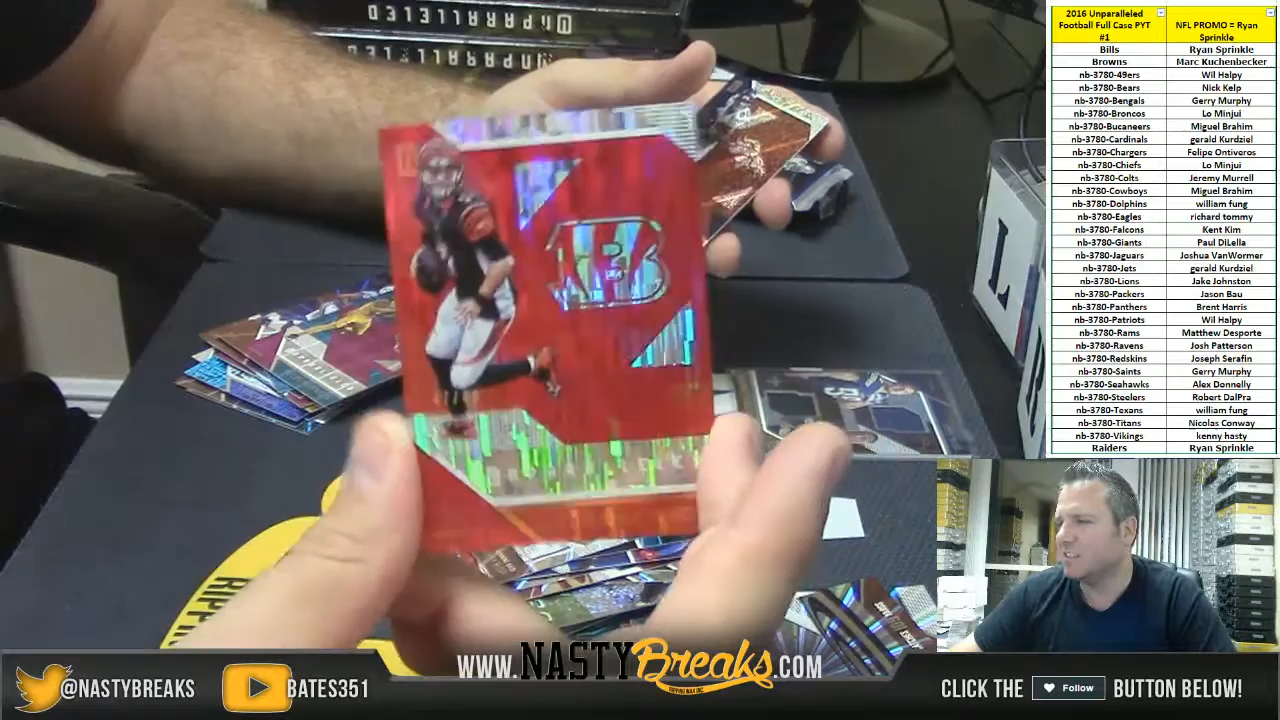 UNPARALLELED
UNPARALLELED
2016 Unparalleled Football Full Case PYT #1 NFL PROMO = Ryan Sprinkle
Bills Ryan Sprinkle
Browns Marc Kuchenbecker
nb-3780-49ers Wil Halpy
nb-3780-Bears Nick Kelp
nb-3780-Bengals Gerry Murphy
nb-3780-Broncos Lo Minjui
nb-3780-Bucaneers Miguel Brahim
nb-3780-Cardinals gerald Kurdziel
nb-3780-Chargers Felipe Ontiveros
nb-3780-Chiefs Lo Minjui
nb-3780-Colts Jeremy Murrell
nb-3780-Cowboys Miguel Brahim
nb-3780-Dolphins william fung
nb-3780-Eagles richard tommy
nb-3780-Falcons Kent Kim
nb-3780-Giants Paul DiLella
nb-3780-Jaguars Joshua VanWormer
nb-3780-Jets gerald Kurdziel
nb-3780-Lions Jake Johnston
nb-3780-Packers Jason Bau
nb-3780-Panthers Brent Harris
nb-3780-Patriots Wil Halpy
nb-3780-Rams Matthew Desporte
nb-3780-Ravens Josh Patterson
nb-3780-Redskins Joseph Serafin
nb-3780-Saints Gerry Murphy
nb-3780-Seahawks Alex Donnelly
nb-3780-Steelers Robert DalPra
nb-3780-Texans william fung
nb-3780-Titans Nicolas Conway
nb-3780-Vikings kenny hasty
Raiders Ryan Sprinkle
B
L
@NASTYBREAKS
BATES351
WWW.NASTYBreaks.COM
RIPPING WAX INC
CLICK THE Follow BUTTON BELOW!